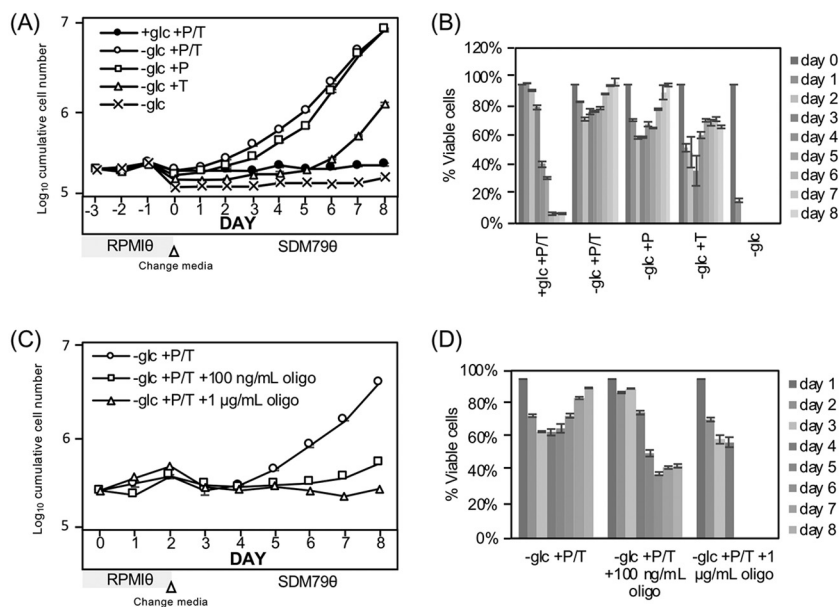 (A)
Log10 cumulative cell number
7
6
5
+glc +P/T
-glc +P/T
-glc +P
-glc +T
-glc
-3 -2 -1 0 1 2 3 4 5 6 7 8
DAY
RPMIθ
SDM79θ
Change media
(B)
% Viable cells
120%
100%
80%
60%
40%
20%
0%
+glc +P/T
-glc +P/T
-glc +P
-glc +T
-glc
day 0
day 1
day 2
day 3
day 4
day 5
day 6
day 7
day 8
(C)
Log10 cumulative cell number
7
6
5
-glc +P/T
-glc +P/T +100 ng/mL oligo
-glc +P/T +1 µg/mL oligo
0 1 2 3 4 5 6 7 8
DAY
RPMIθ
SDM79θ
Change media
(D)
% Viable cells
100%
80%
60%
40%
20%
0%
-glc +P/T
-glc +P/T
+100 ng/mL
oligo
-glc +P/T +1
µg/mL oligo
day 1
day 2
day 3
day 4
day 5
day 6
day 7
day 8